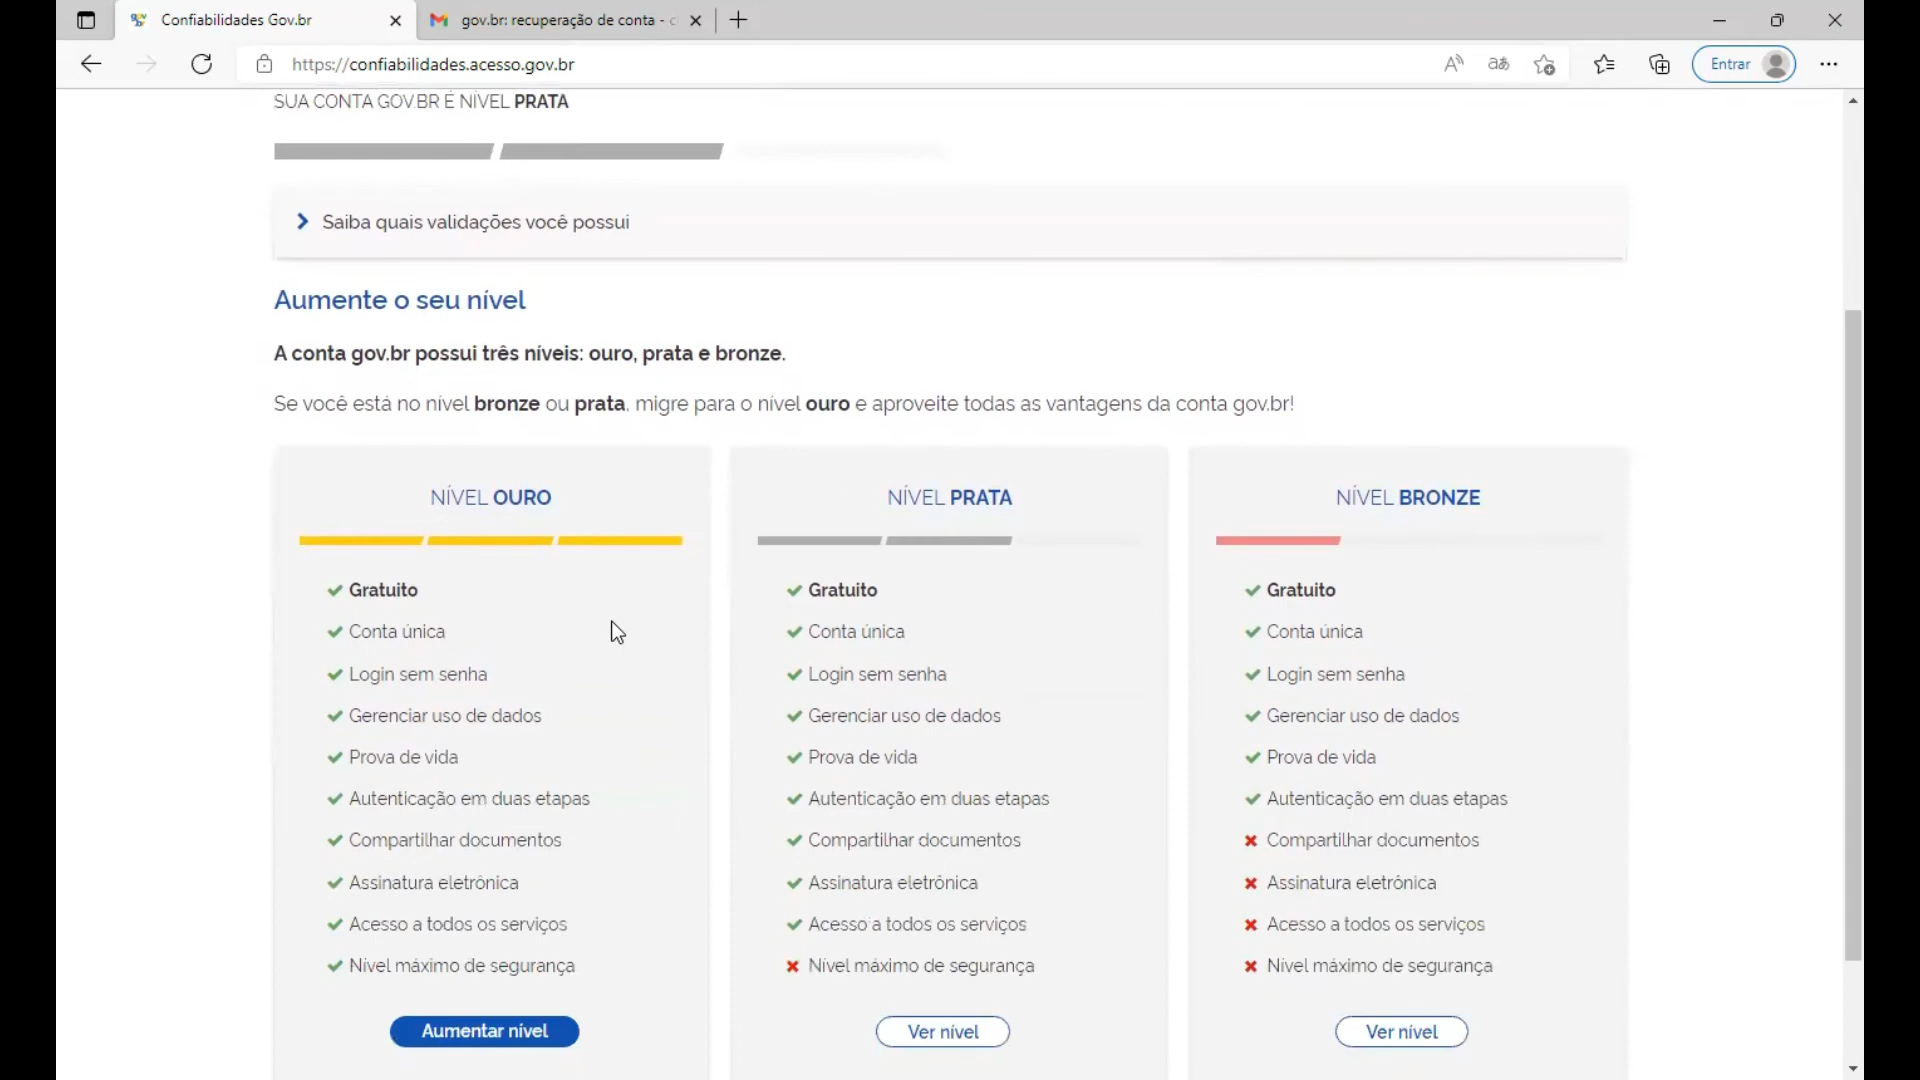 Confiabilidades Gov.br
gov.br: recuperação de conta -
https://confiabilidades.acesso.gov.br
Entrar
SUA CONTA GOV.BR É NÍVEL PRATA
Saiba quais validações você possui
Aumente o seu nível
A conta gov.br possui três níveis: ouro, prata e bronze.
Se você está no nível bronze ou prata, migre para o nível ouro e aproveite todas as vantagens da conta gov.br!
NÍVEL OURO
Gratuito
Conta única
Login sem senha
Gerenciar uso de dados
Prova de vida
Autenticação em duas etapas
Compartilhar documentos
Assinatura eletrônica
Acesso a todos os serviços
Nível máximo de segurança
Aumentar nível
NÍVEL PRATA
Gratuito
Conta única
Login sem senha
Gerenciar uso de dados
Prova de vida
Autenticação em duas etapas
Compartilhar documentos
Assinatura eletrônica
Acesso a todos os serviços
Nível máximo de segurança
Ver nível
NÍVEL BRONZE
Gratuito
Conta única
Login sem senha
Gerenciar uso de dados
Prova de vida
Autenticação em duas etapas
Compartilhar documentos
Assinatura eletrônica
Acesso a todos os serviços
Nível máximo de segurança
Ver nível